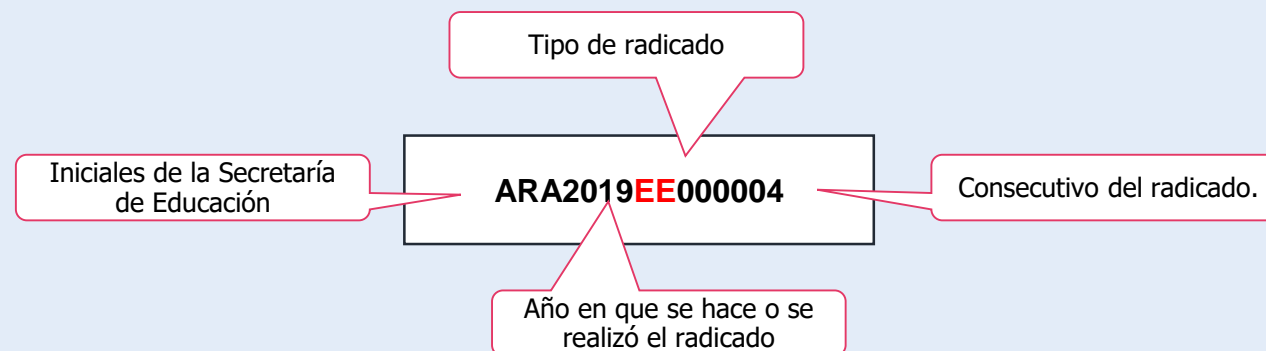 Tipo de radicado
Iniciales de la Secretaría
de Educación
ARA2019EE000004
Consecutivo del radicado.
Año en que se hace o se
realizó el radicado